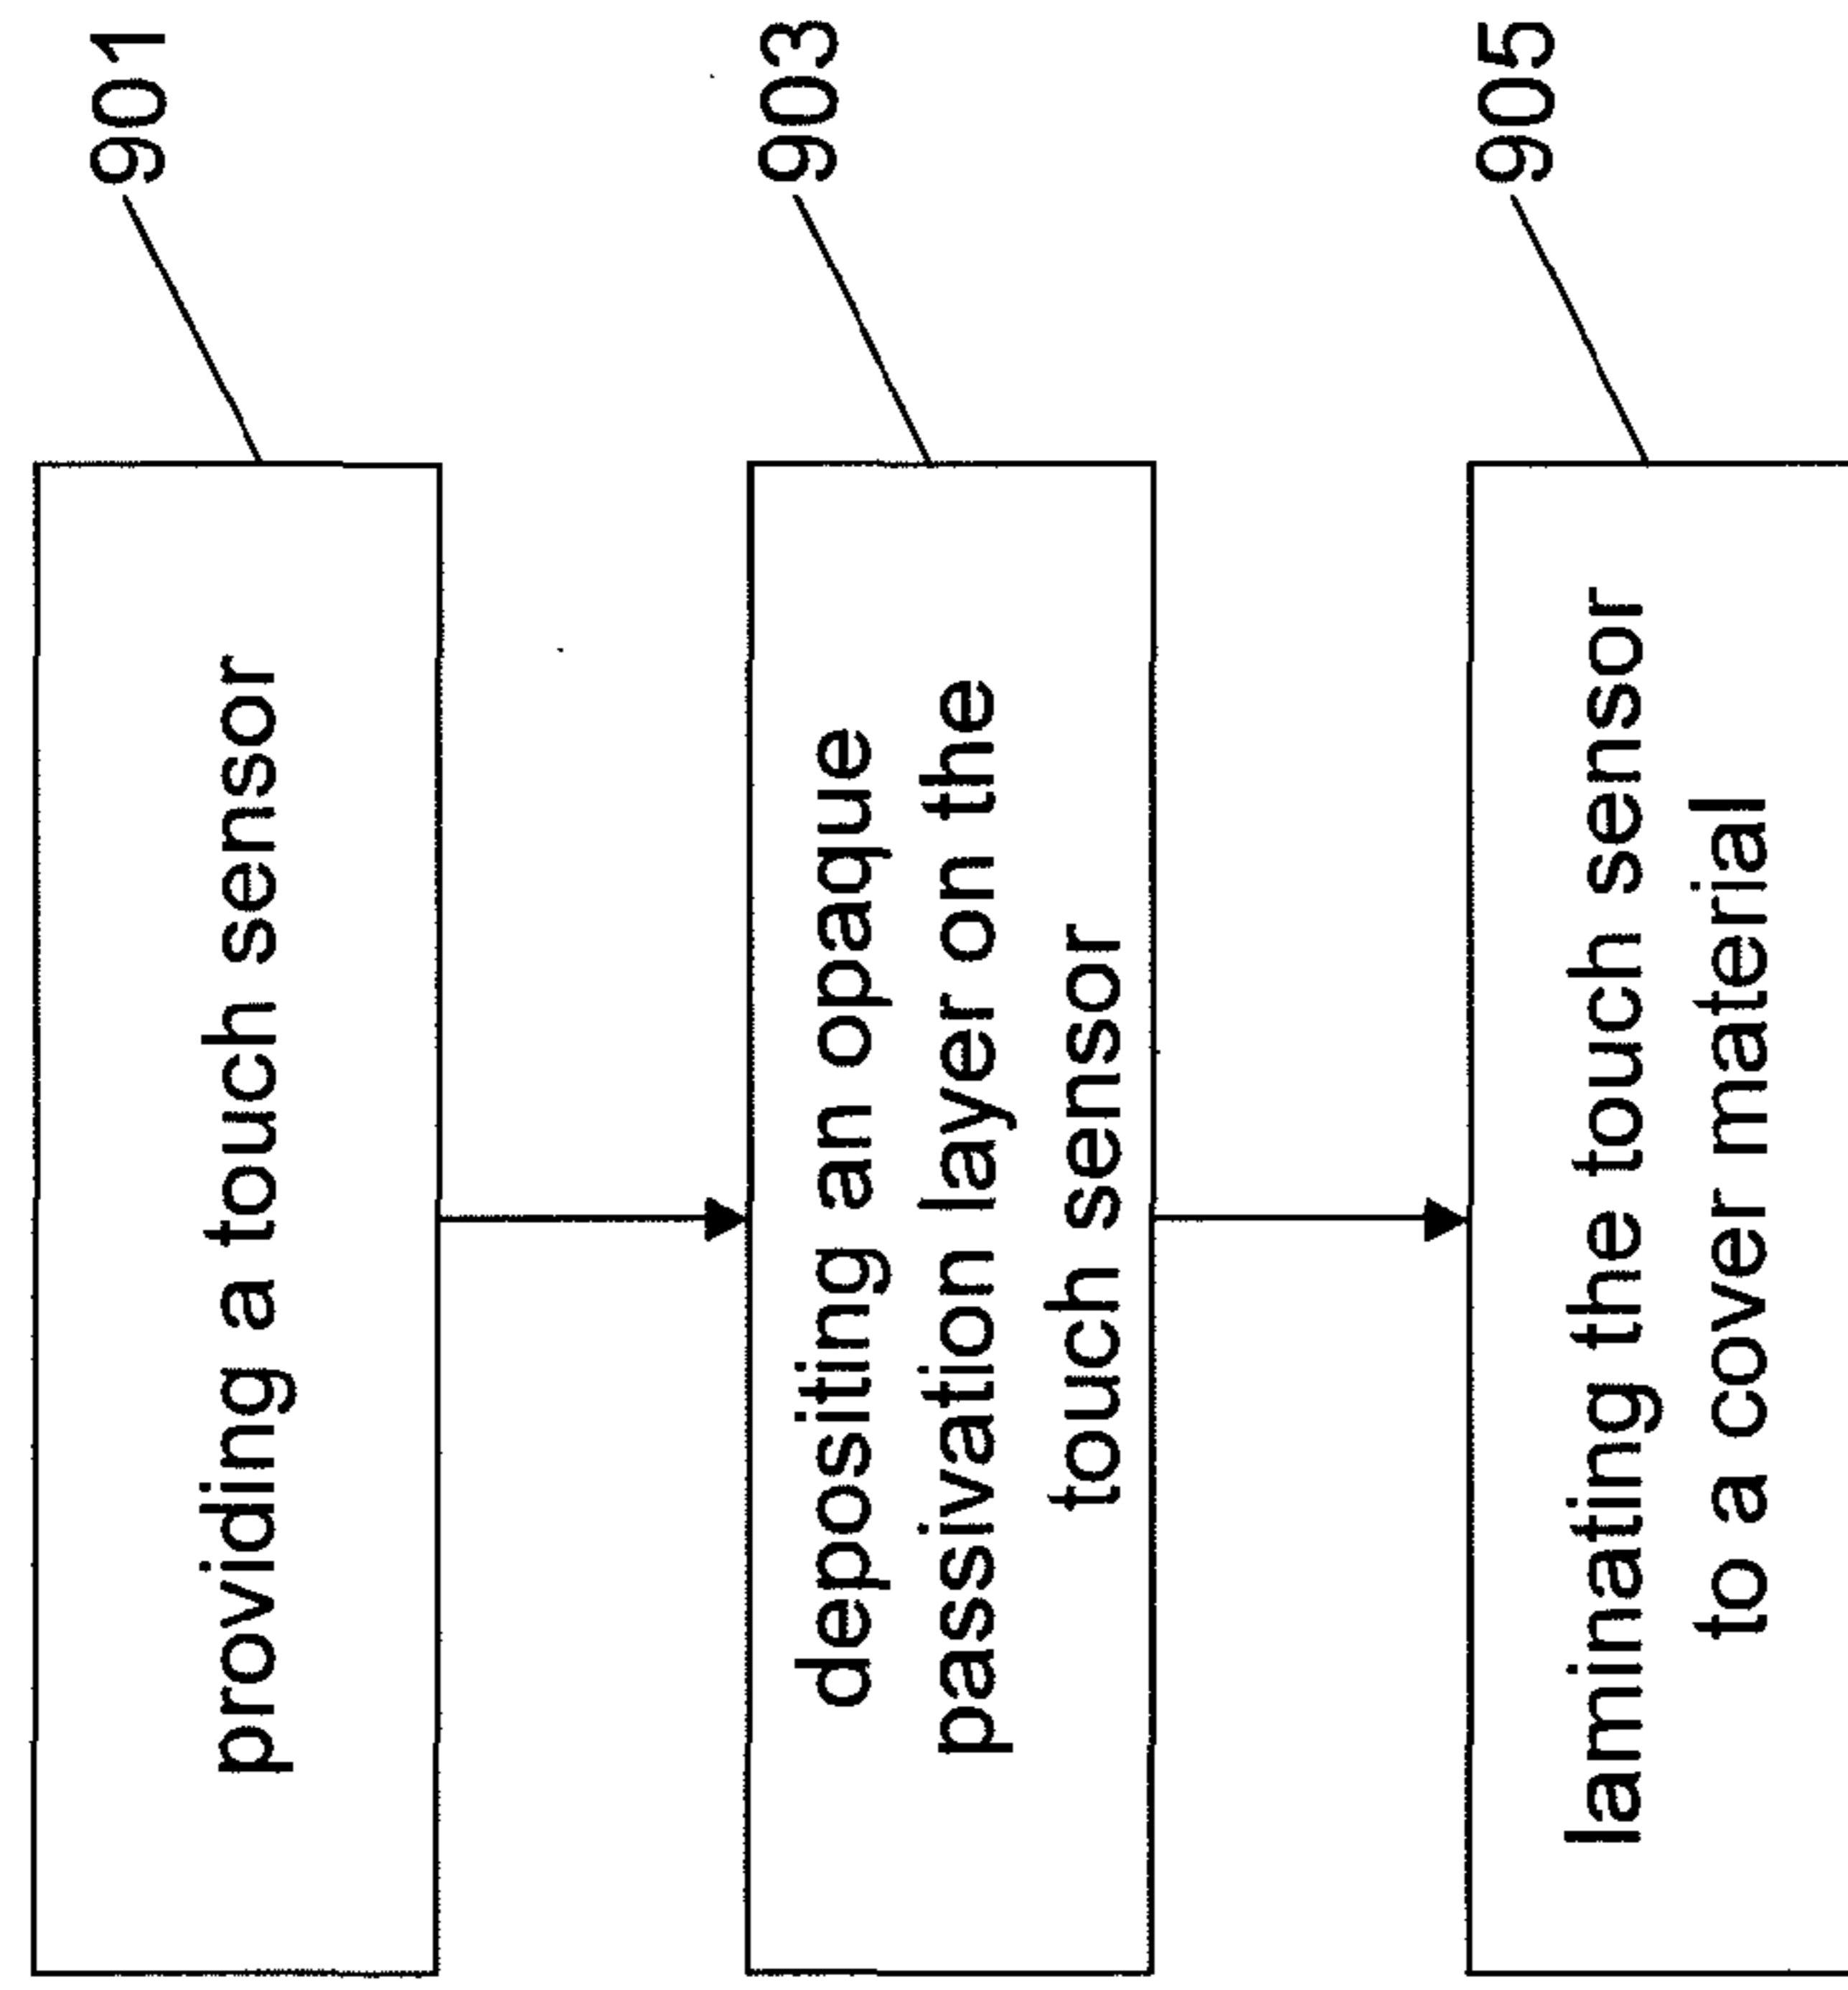 901
providing a touch sensor
903
depositing an opaque
passivation layer on the
touch sensor
905
laminating the touch sensor
to a cover material